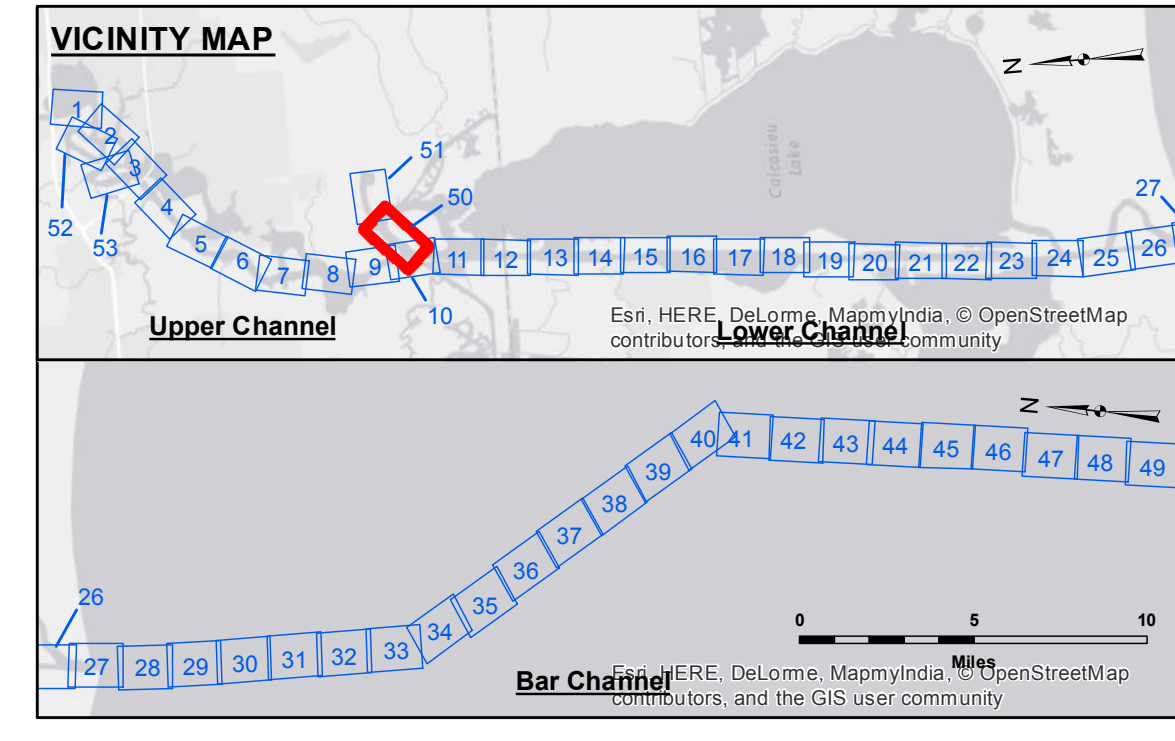 VICINITY MAP
N
1
2
3
4
5
6
7
8
9
10
11 12 13 14 15 16 17 18 19 20 21 22 23 24 25 26
27
50
51
52
53
Calcasieu
Lake
Upper Channel
Lower Channel
Esri, HERE, DeLorme, MapmyIndia, © OpenStreetMap
contributors, and the GIS user community
N
26
27 28 29 30 31 32 33 34 35 36 37 38 39 40 41 42 43 44 45 46 47 48 49
0 5 10
Miles
Bar Channel
Esri, HERE, DeLorme, MapmyIndia, © OpenStreetMap
contributors, and the GIS user community